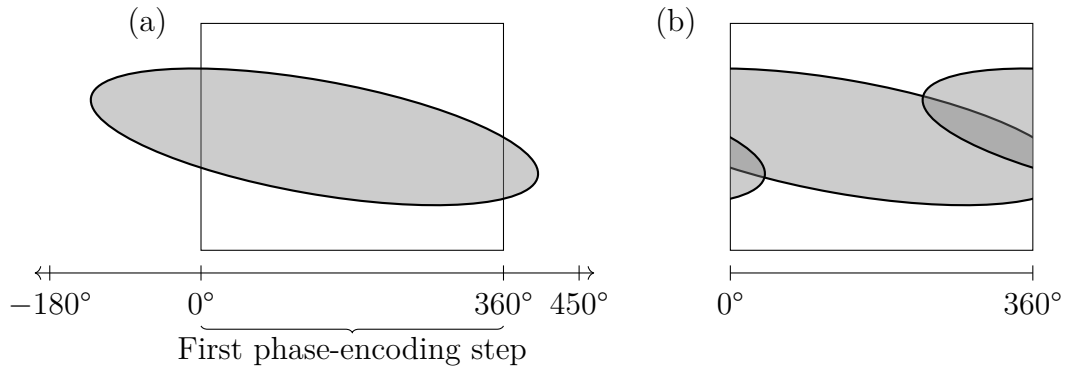 (a)
(b)
−180° 0° 360° 450°
0° 360°
First phase-encoding step